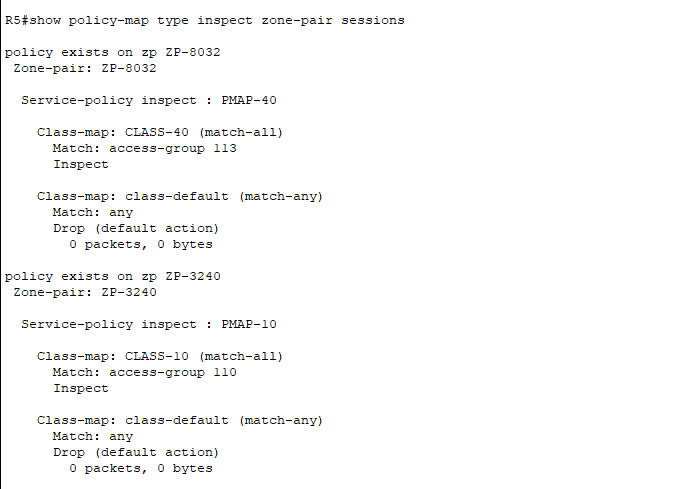 R5#show policy-map type inspect zone-pair sessions
policy exists on zp ZP-8032
Zone-pair: ZP-8032
Service-policy inspect : PMAP-40
Class-map: CLASS-40 (match-all)
Match: access-group 113
Inspect
Class-map: class-default (match-any)
Match: any
Drop (default action)
0 packets, 0 bytes
policy exists on zp ZP-3240
Zone-pair: ZP-3240
Service-policy inspect : PMAP-10
Class-map: CLASS-10 (match-all)
Match: access-group 110
Inspect
Class-map: class-default (match-any)
Match: any
Drop (default action)
0 packets, 0 bytes